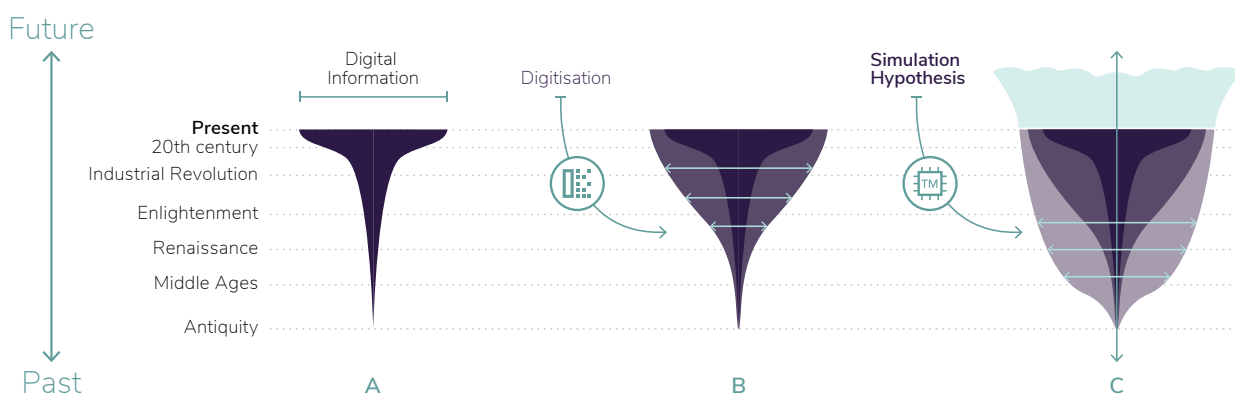 Future
Digital
Information
Digitisation
Simulation
Hypothesis
Present
20th century
Industrial Revolution
TM
Enlightenment
Renaissance
Middle Ages
Antiquity
Past
A
B
C